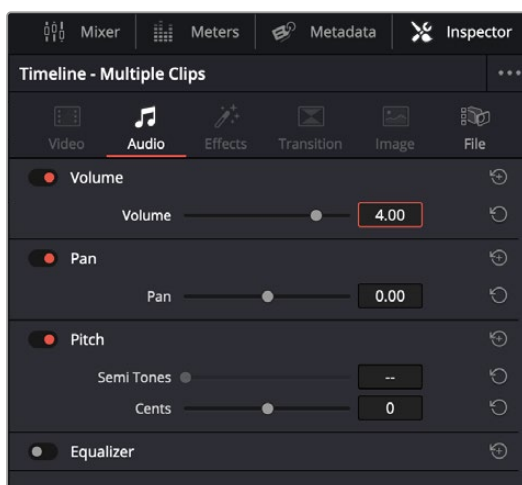 Mixer Meters Metadata Inspector
Timeline - Multiple Clips
Video Audio Effects Transition Image File
Volume
Volume 4.00
Pan
Pan 0.00
Pitch
Semi Tones --
Cents 0
Equalizer